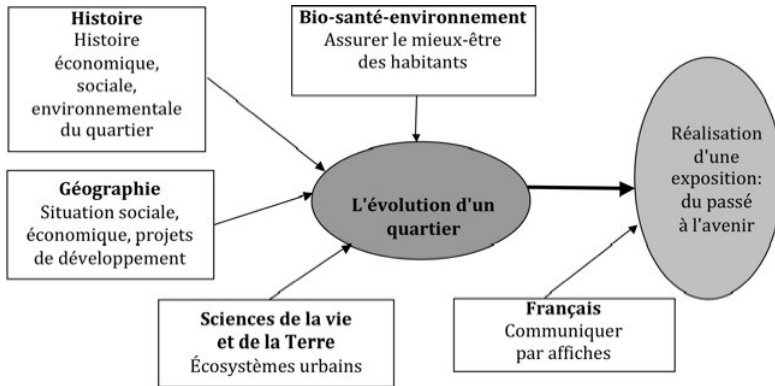 Histoire
Histoire
économique,
sociale,
environnementale
du quartier
Bio-santé-environnement
Assurer le mieux-être
des habitants
Géographie
Situation sociale,
économique, projets
de développement
L'évolution d'un
quartier
Réalisation
d'une
exposition:
du passé
à l'avenir
Sciences de la vie
et de la Terre
Écosystèmes urbains
Français
Communiquer
par affiches